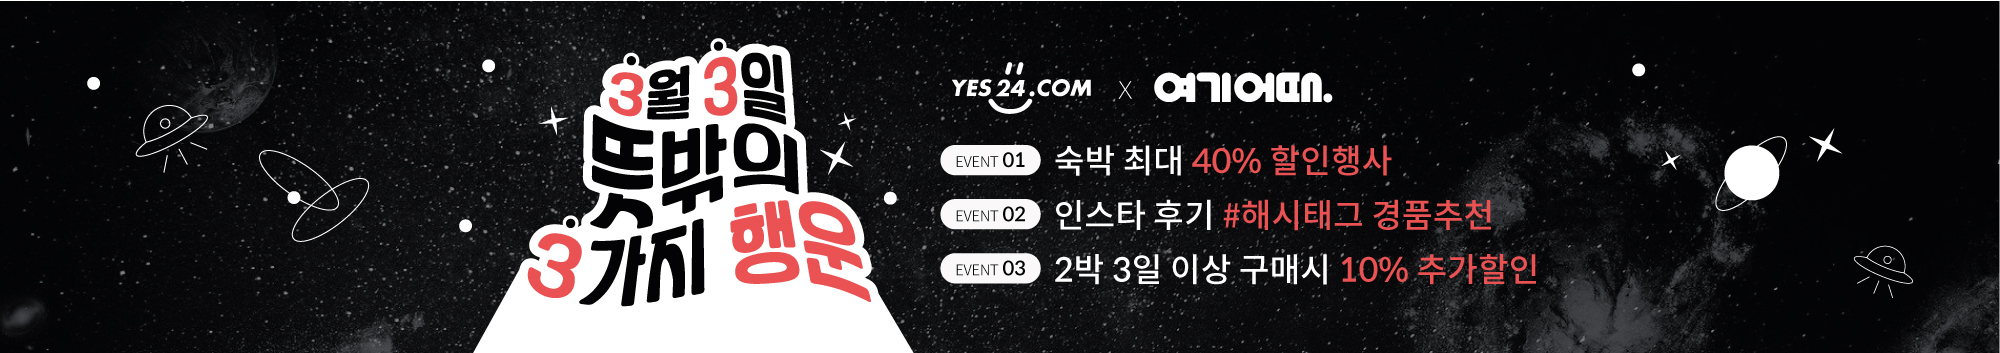 3월 3일
뜻밖의
3가지 행운
YES24.COM X 여기어때.
EVENT 01 숙박 최대 40% 할인행사
EVENT 02 인스타 후기 #해시태그 경품추천
EVENT 03 2박 3일 이상 구매시 10% 추가할인